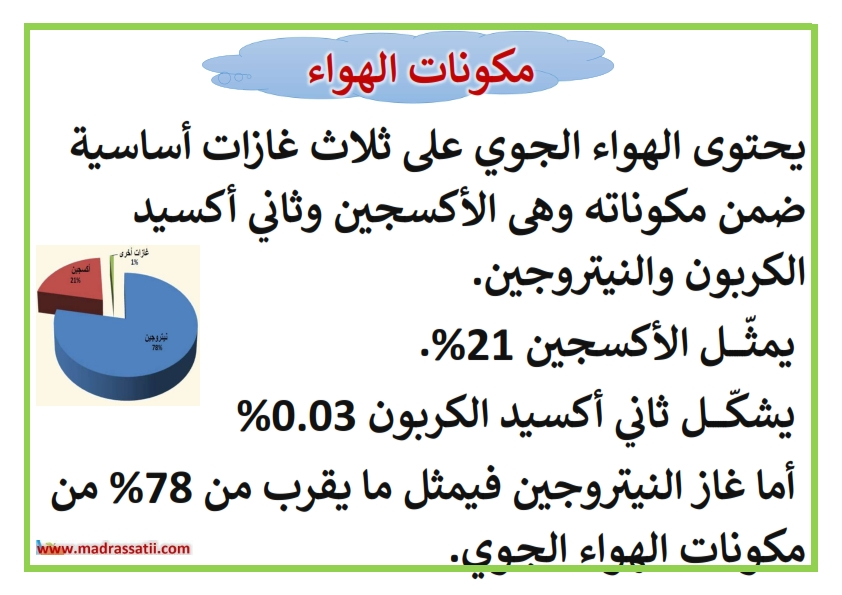 مكونات الهواء
يحتوى الهواء الجوي على ثلاث غازات أساسية
ضمن مكوناته وهى الأكسجين وثاني أكسيد
الكربون والنيتروجين.
غازات أخرى
1%
أكسجين
21%
نيتروجين
78%
يمثّــل الأكسجين 21%.
يشكّــل ثاني أكسيد الكربون 0.03%
أما غاز النيتروجين فيمثل ما يقرب من 78% من
مكونات الهواء الجوي.
www.madrassatii.com